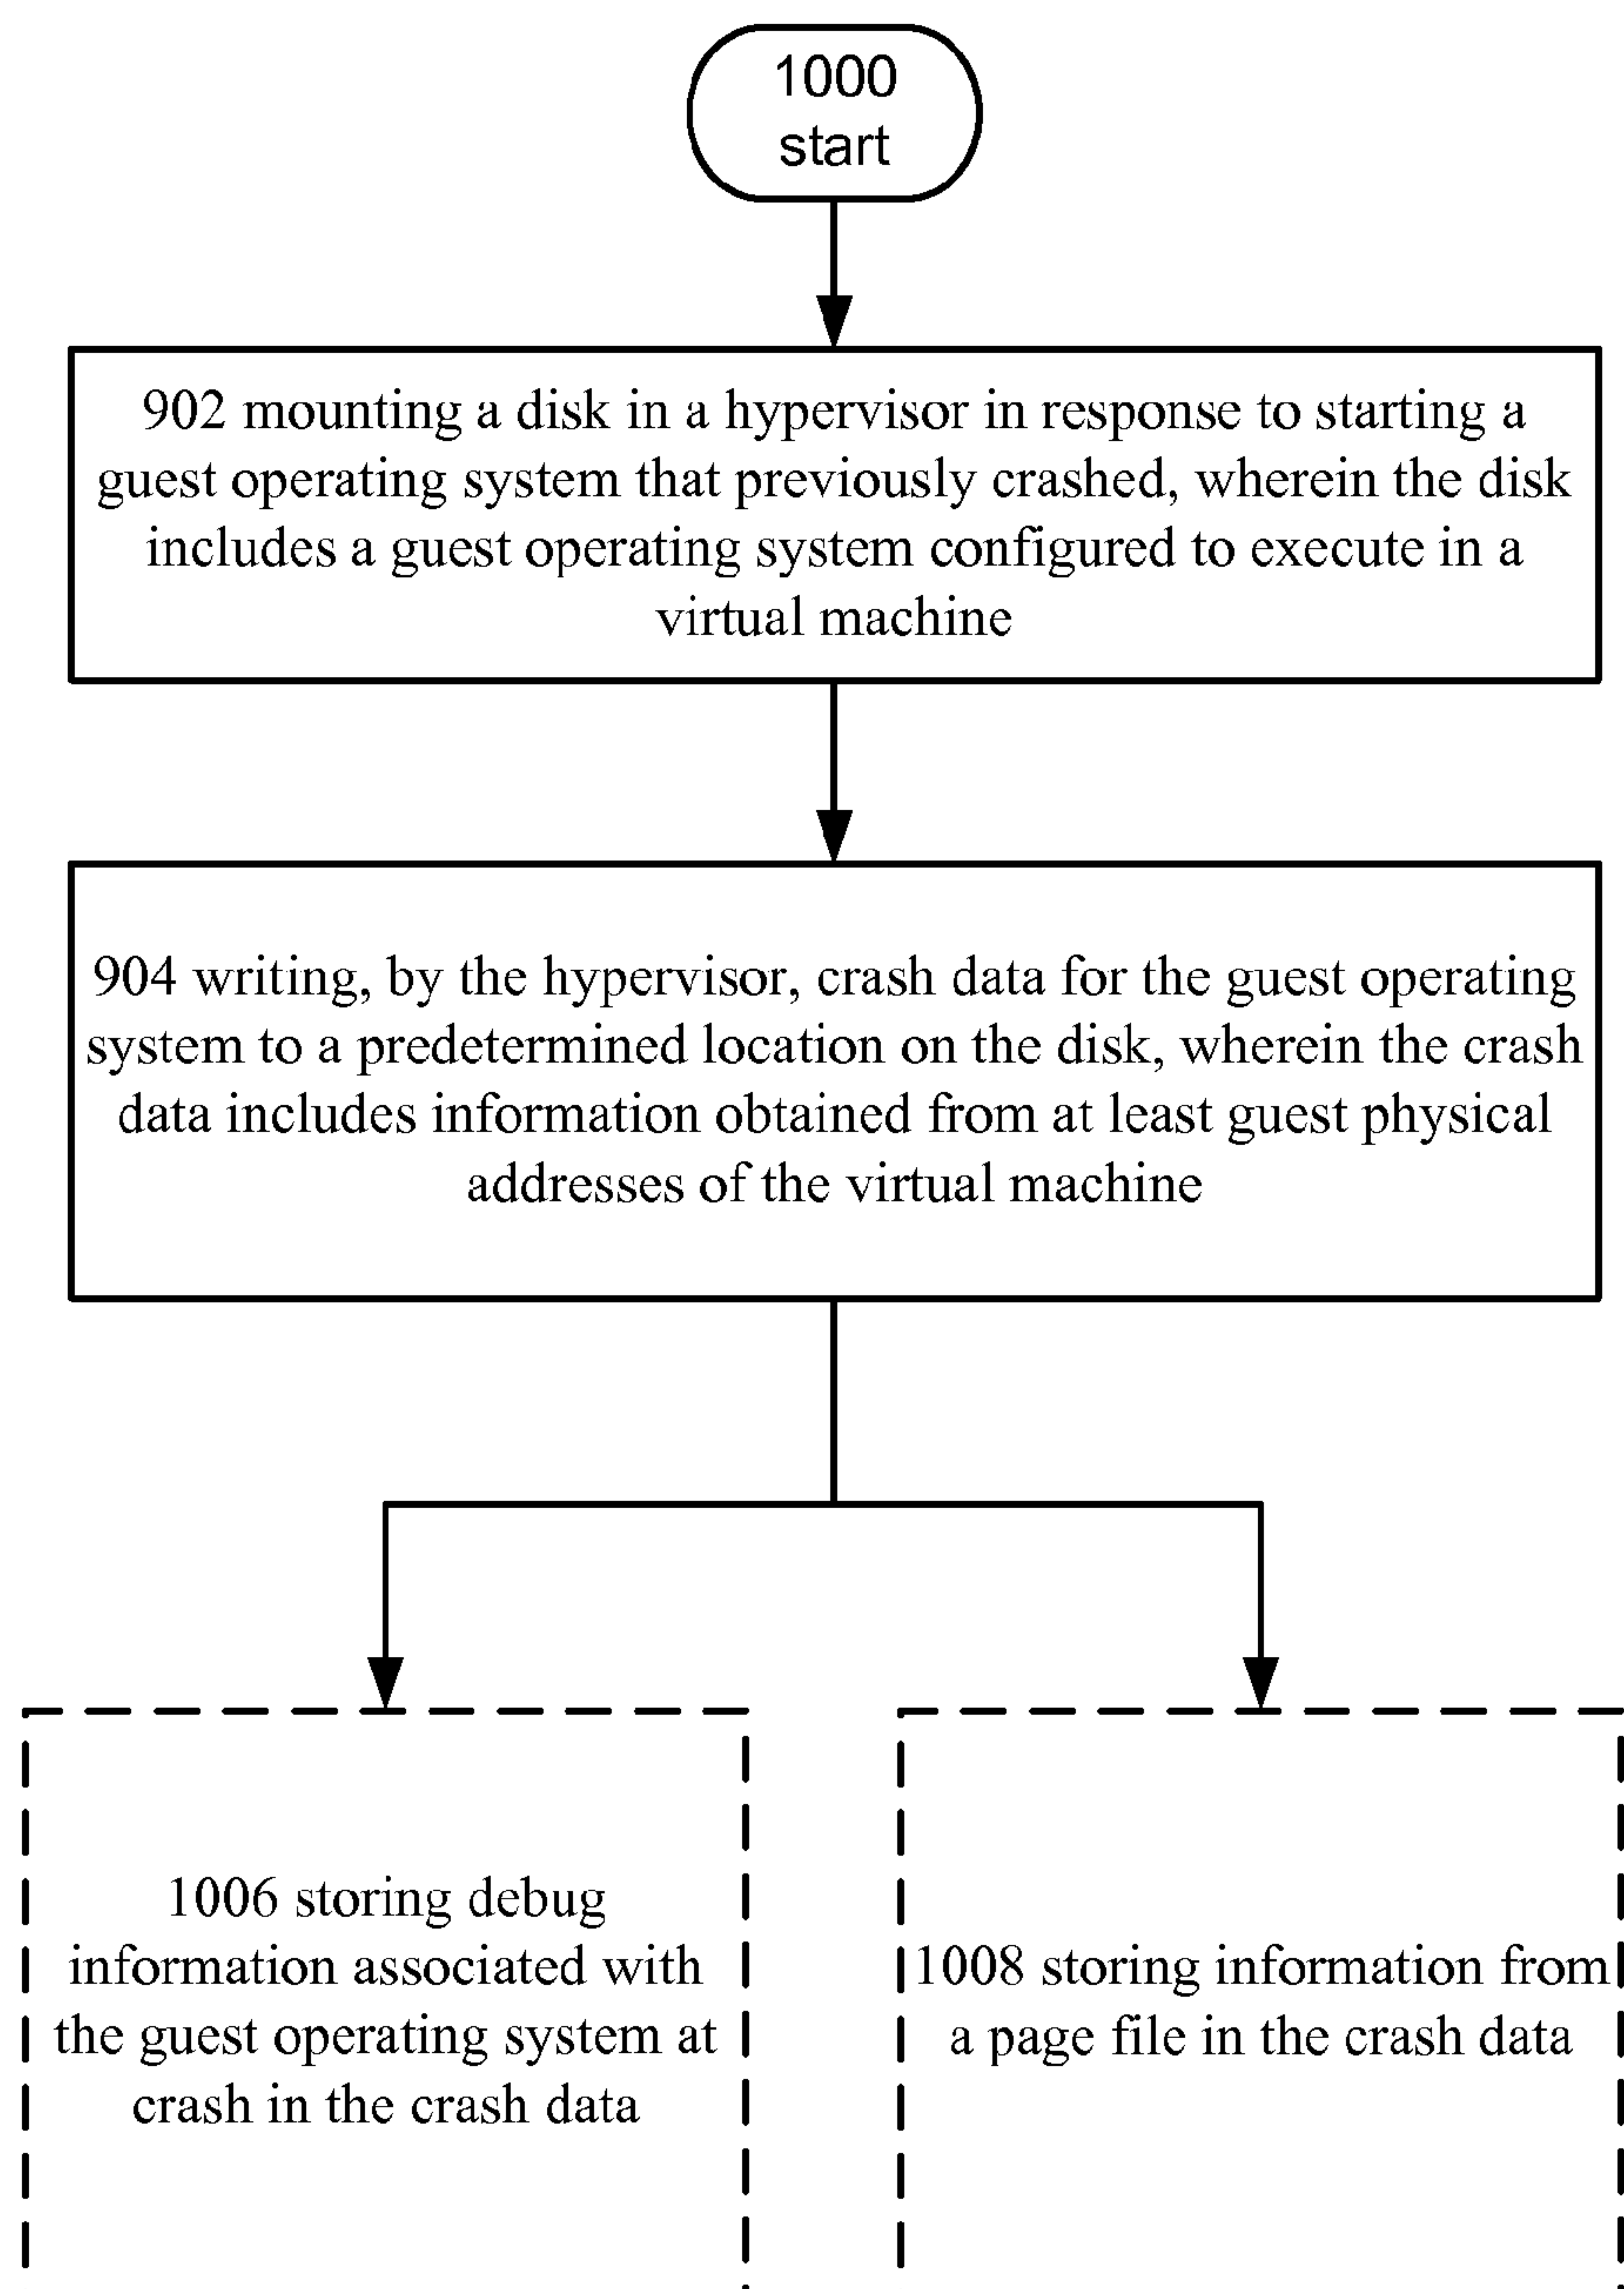 1000
start
902 mounting a disk in a hypervisor in response to starting a
guest operating system that previously crashed, wherein the disk
includes a guest operating system configured to execute in a
virtual machine
904 writing, by the hypervisor, crash data for the guest operating
system to a predetermined location on the disk, wherein the crash
data includes information obtained from at least guest physical
addresses of the virtual machine
1006 storing debug
information associated with
the guest operating system at
crash in the crash data
1008 storing information from
a page file in the crash data